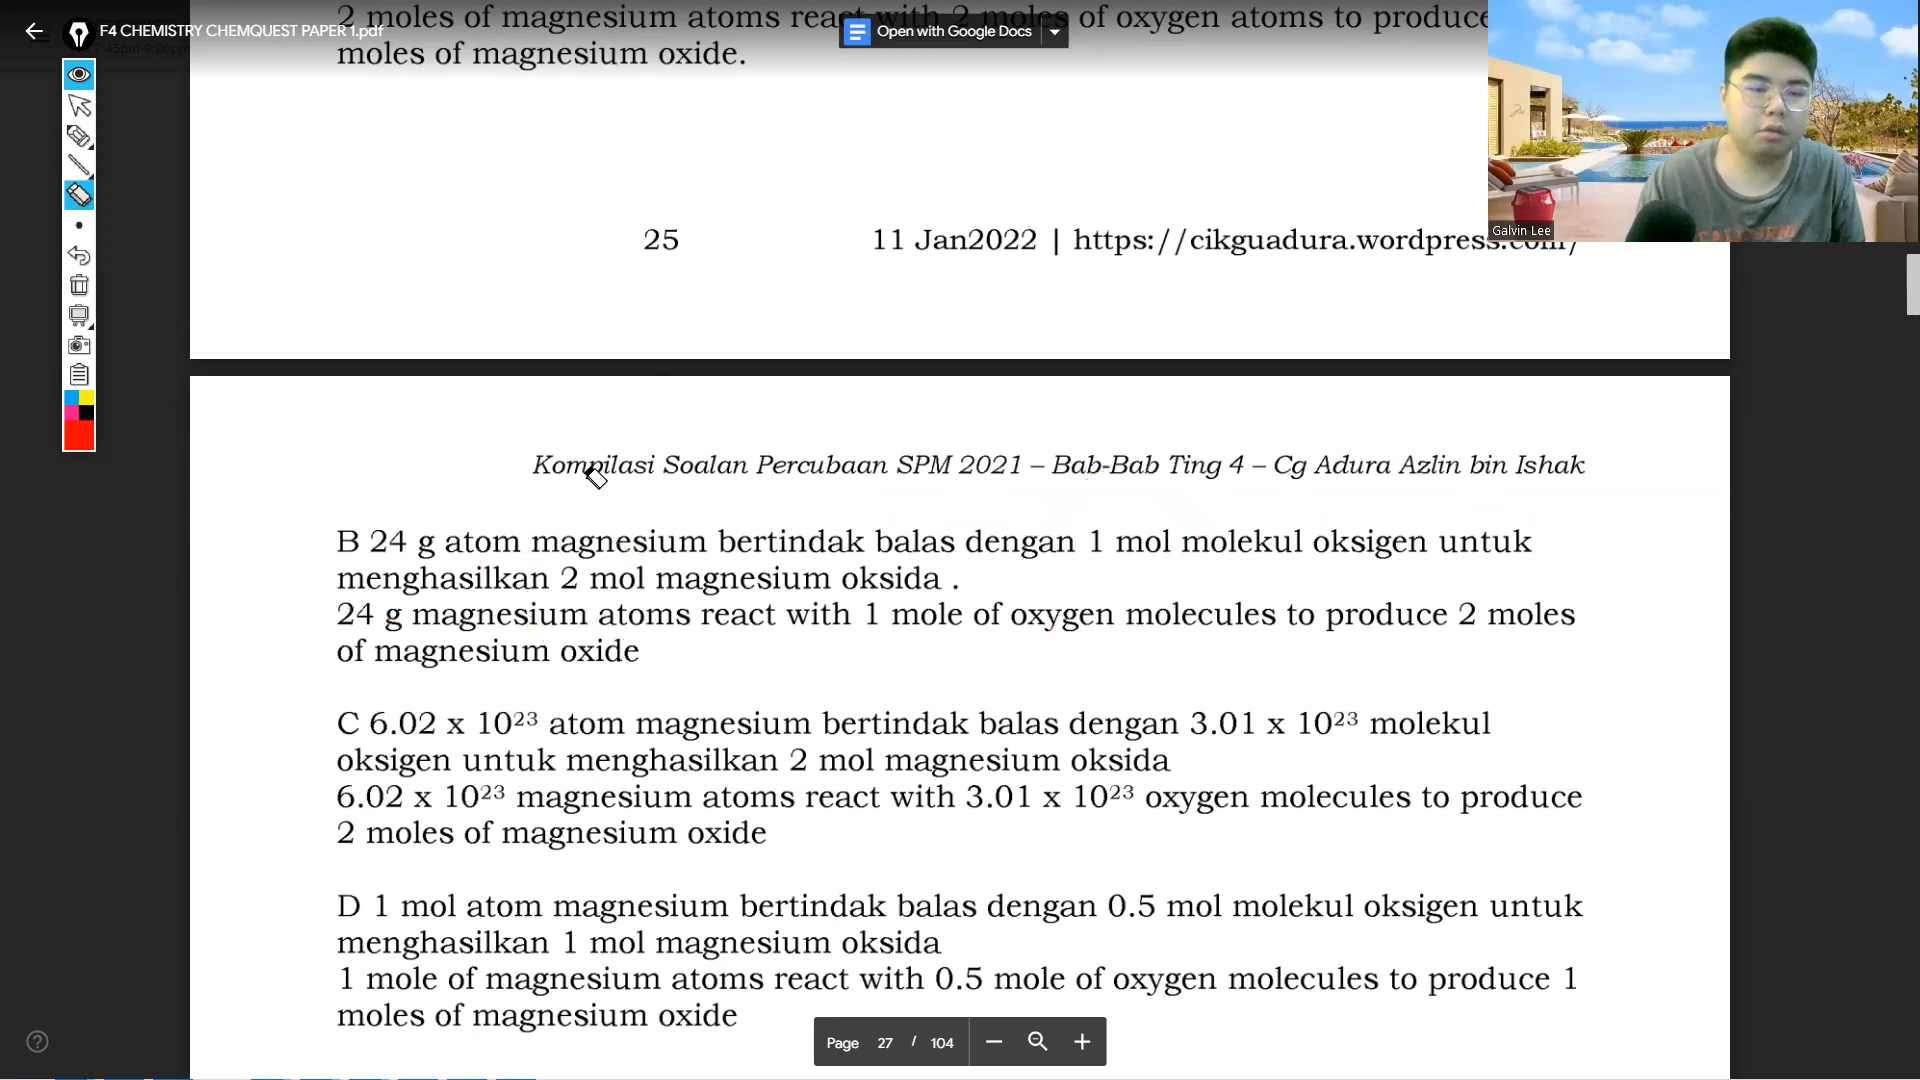 F4 CHEMISTRY CHEMQUEST PAPER 1.pdf
7.45pm-9:00pm
Open with Google Docs
2 moles of magnesium atoms react with 2 moles of oxygen atoms to produce
moles of magnesium oxide.
Galvin Lee
25 11 Jan2022 | https://cikguadura.wordpress.com/
Kompilasi Soalan Percubaan SPM 2021 – Bab-Bab Ting 4 – Cg Adura Azlin bin Ishak
B 24 g atom magnesium bertindak balas dengan 1 mol molekul oksigen untuk
menghasilkan 2 mol magnesium oksida .
24 g magnesium atoms react with 1 mole of oxygen molecules to produce 2 moles
of magnesium oxide
C 6.02 x 10²³ atom magnesium bertindak balas dengan 3.01 x 10²³ molekul
oksigen untuk menghasilkan 2 mol magnesium oksida
6.02 x 10²³ magnesium atoms react with 3.01 x 10²³ oxygen molecules to produce
2 moles of magnesium oxide
D 1 mol atom magnesium bertindak balas dengan 0.5 mol molekul oksigen untuk
menghasilkan 1 mol magnesium oksida
1 mole of magnesium atoms react with 0.5 mole of oxygen molecules to produce 1
moles of magnesium oxide
Page 27 / 104